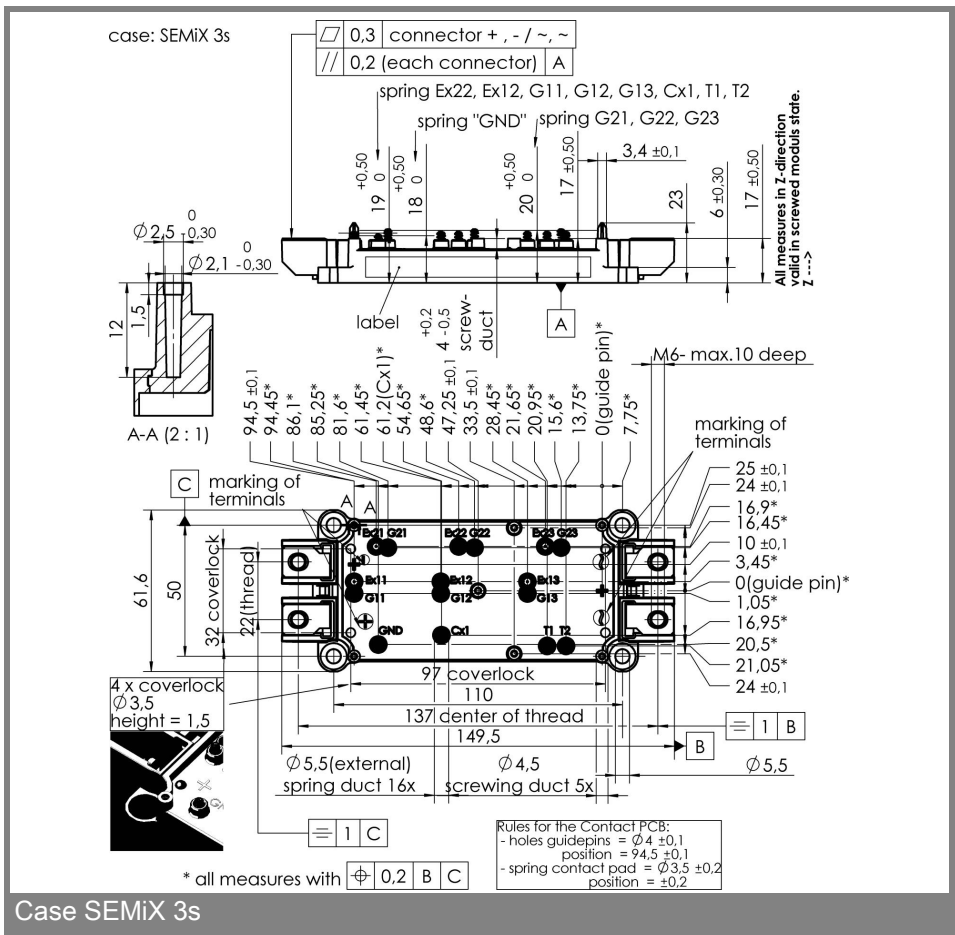 case: SEMiX 3s
0,3 connector + , - / ~, ~
// 0,2 (each connector) A
spring Ex22, Ex12, G11, G12, G13, Cx1, T1, T2
spring "GND" spring G21, G22, G23
19 +0,50 0
18 +0,50 0
20 +0,50 0
17 ±0,50
3,4 ±0,1
23
6 ±0,30
17 ±0,50
All measures in Z-direction
valid in screwed moduls state.
Z --->
Ø2,5 0 -0,30
Ø2,1 0 -0,30
12
1,5
A-A (2 : 1)
label
4 +0,2 -0,5
screw-
duct
A
94,5 ±0,1
94,45*
86,1*
85,25*
81,6*
61,45*
61,2(Cx1)*
54,65*
48,6*
47,25 ±0,1
33,5 ±0,1
28,45*
21,65*
20,95*
15,6*
13,75*
0(guide pin)*
7,75*
M6- max.10 deep
marking of
terminals
C
marking of
terminals
A A
25 ±0,1
24 ±0,1
16,9*
16,45*
10 ±0,1
3,45*
0(guide pin)*
1,05*
16,95*
20,5*
21,05*
24 ±0,1
61,6
50
32 coverlock
22(thread)
Ex21 G21 Ex22 G22 Ex23 G23
Ex11 Ex12 Ex13
G11 G12 G13
GND Cx1 T1 T2
97 coverlock
110
137 center of thread
149,5
1 B
B
4 x coverlock
Ø3,5
height = 1,5
Ø5,5(external)
spring duct 16x
Ø4,5
screwing duct 5x
Ø5,5
1 C
Rules for the Contact PCB:
- holes guidepins = Ø4 ±0,1
position = 94,5 ±0,1
- spring contact pad = Ø3,5 ±0,2
position = ±0,2
* all measures with 0,2 B C
Case SEMiX 3s